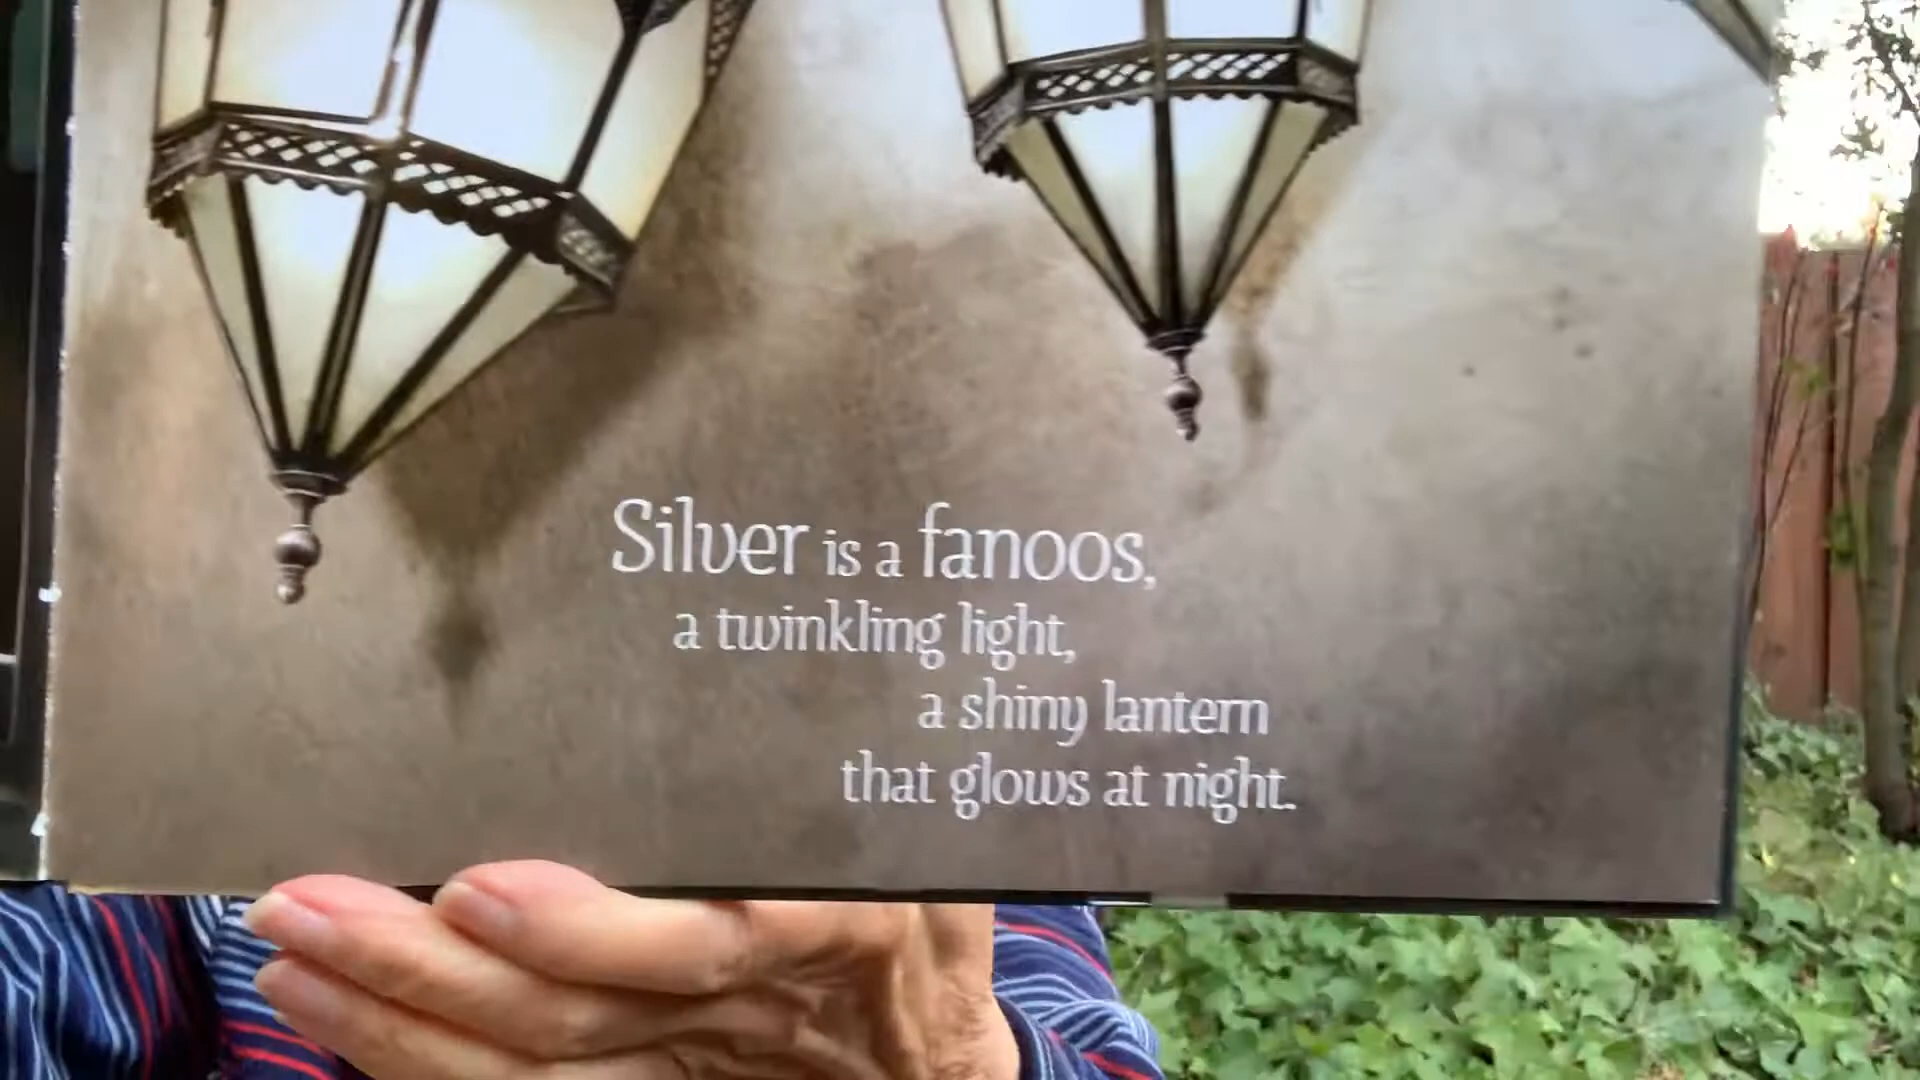 Silver is a fanoos,
a twinkling light,
a shiny lantern
that glows at night.